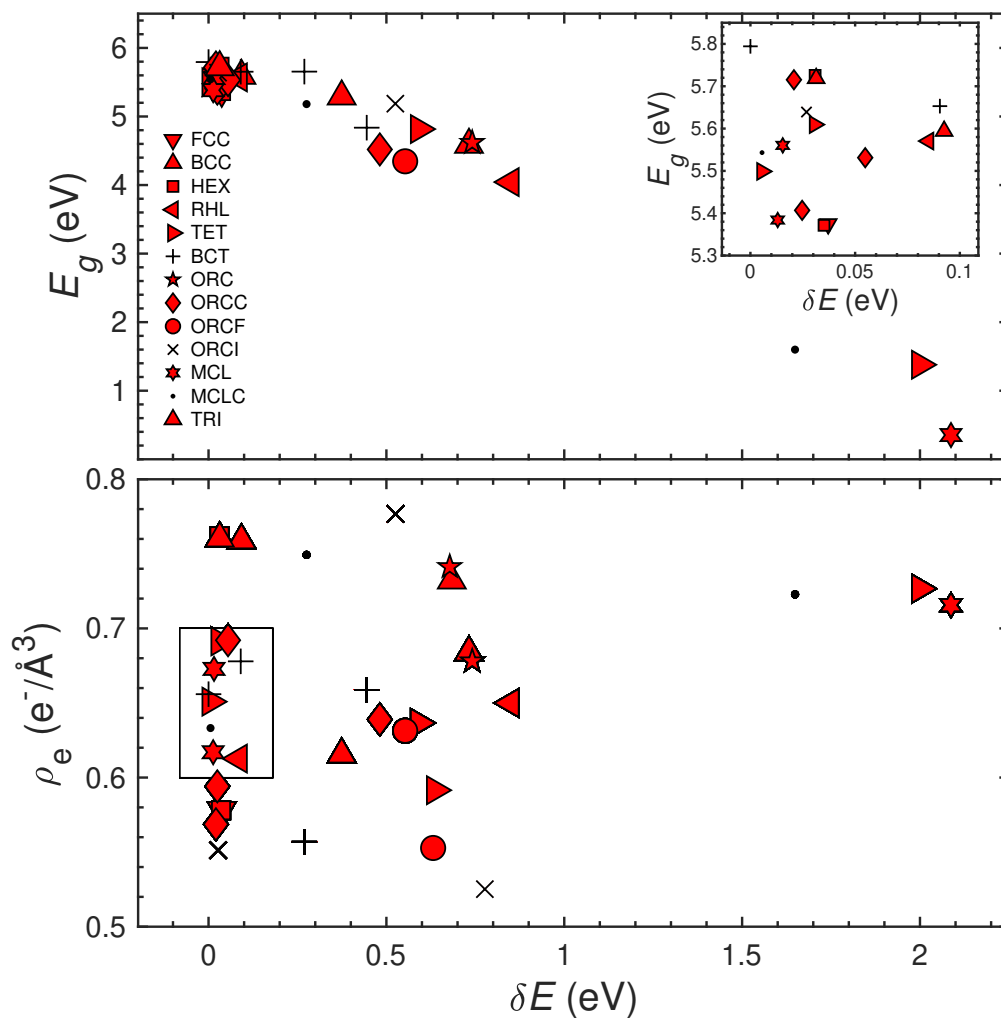 6
5
4
3
2
1
E_g (eV)
FCC
BCC
HEX
RHL
TET
BCT
ORC
ORCC
ORCF
ORCI
MCL
MCLC
TRI
5.8
5.7
5.6
5.5
5.4
5.3
E_g (eV)
0 0.05 0.1
δE (eV)
0.8
0.7
0.6
0.5
ρ_e (e⁻/Å³)
0 0.5 1 1.5 2
δE (eV)